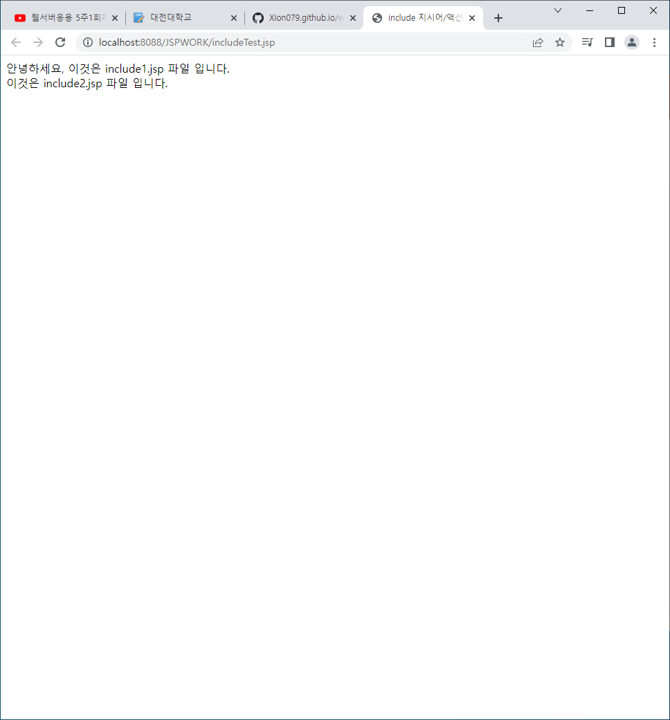 웹서버응용 5주1회
대전대학교
Xion079.github.io/w
include 지시어/액션
localhost:8088/JSPWORK/includeTest.jsp
안녕하세요, 이것은 include1.jsp 파일 입니다.
이것은 include2.jsp 파일 입니다.